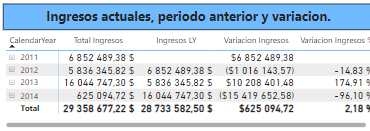 Ingresos actuales, periodo anterior y variacion.
CalendarYear Total Ingresos Ingresos LY Variacion Ingresos Variacion Ingresos %
2011 6 852 489,38 $ $6 852 489,38
2012 5 836 345,82 $ 6 852 489,38 $ ($1 016 143,57) -14,83 %
2013 16 044 747,30 $ 5 836 345,82 $ $10 208 401,48 174,91 %
2014 625 094,72 $ 16 044 747,30 $ ($15 419 652,58) -96,10 %
Total 29 358 677,22 $ 28 733 582,50 $ $625 094,72 2,18 %